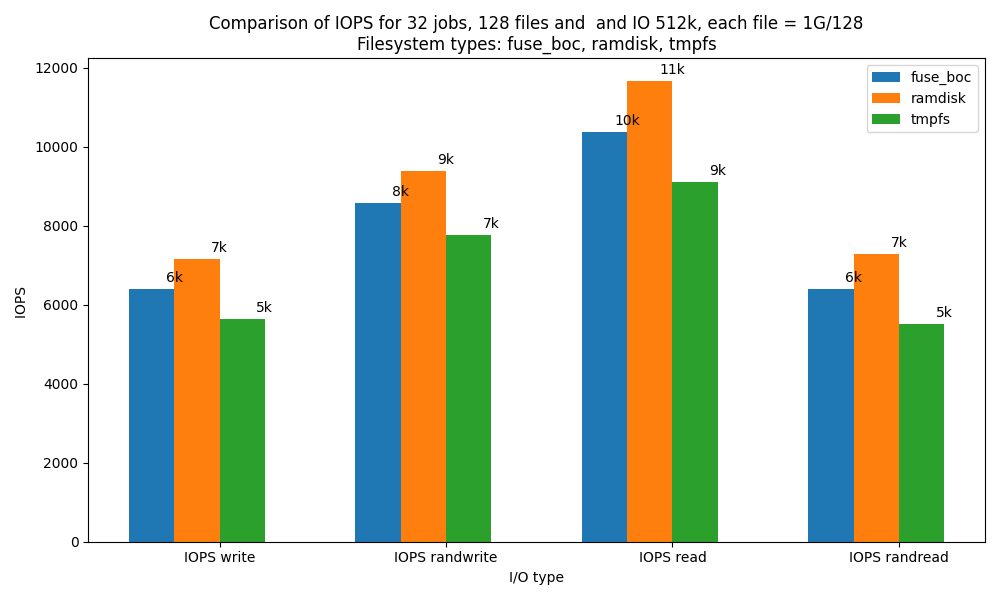 Comparison of IOPS for 32 jobs, 128 files and  and IO 512k, each file = 1G/128
Filesystem types: fuse_boc, ramdisk, tmpfs
fuse_boc
ramdisk
tmpfs
IOPS
12000
10000
8000
6000
4000
2000
0
6k
7k
5k
8k
9k
7k
10k
11k
9k
6k
7k
5k
IOPS write
IOPS randwrite
IOPS read
IOPS randread
I/O type